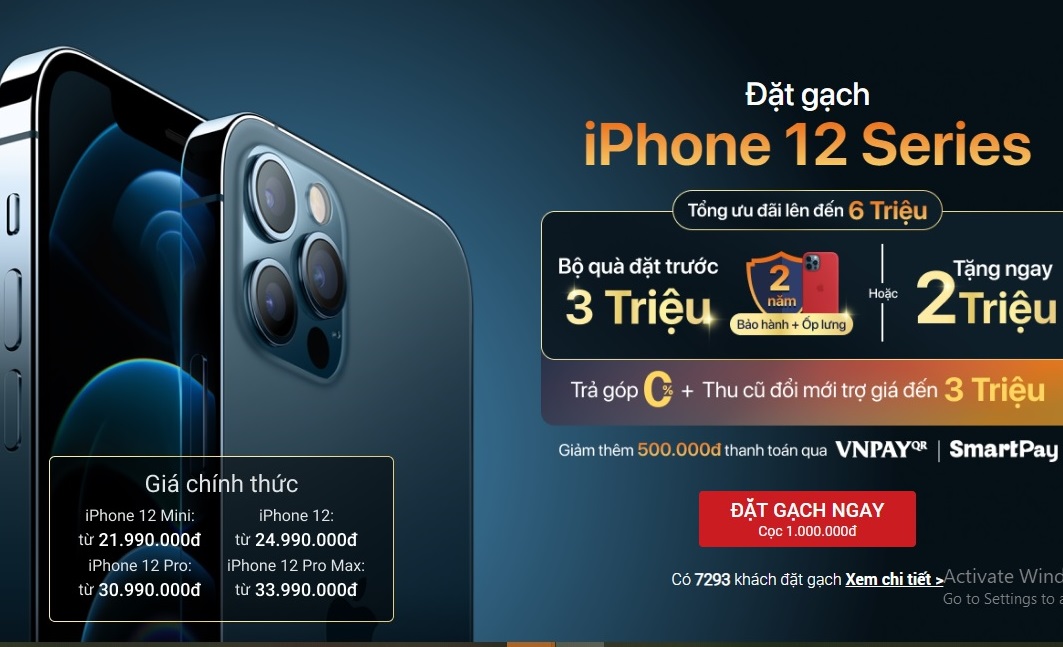 Đặt gạch
iPhone 12 Series
Tổng ưu đãi lên đến 6 Triệu
Bộ quà đặt trước
3 Triệu
2
năm
Bảo hành + Ốp lưng
Hoặc
Tặng ngay
2 Triệu
Trả góp 0% + Thu cũ đổi mới trợ giá đến 3 Triệu
Giảm thêm 500.000đ thanh toán qua VNPAYQR | SmartPay
ĐẶT GẠCH NGAY
Cọc 1.000.000đ
Có 7293 khách đặt gạch Xem chi tiết >
Giá chính thức
iPhone 12 Mini:
từ 21.990.000đ
iPhone 12:
từ 24.990.000đ
iPhone 12 Pro:
từ 30.990.000đ
iPhone 12 Pro Max:
từ 33.990.000đ
Activate Wind
Go to Settings to a